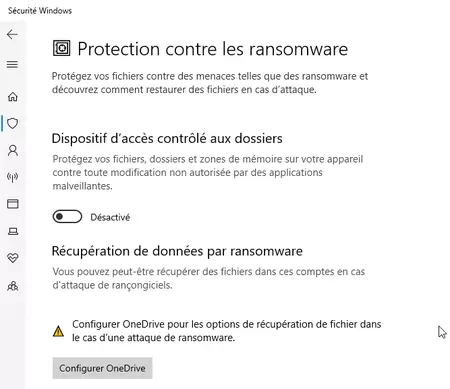 Sécurité Windows
Protection contre les ransomware
Protégez vos fichiers contre des menaces telles que des ransomware et
découvrez comment restaurer des fichiers en cas d'attaque.
Dispositif d'accès contrôlé aux dossiers
Protégez vos fichiers, dossiers et zones de mémoire sur votre appareil
contre toute modification non autorisée par des applications
malveillantes.
Désactivé
Récupération de données par ransomware
Vous pouvez peut-être récupérer des fichiers dans ces comptes en cas
d'attaque de rançongiciels.
Configurer OneDrive pour les options de récupération de fichier dans
le cas d'une attaque de ransomware.
Configurer OneDrive